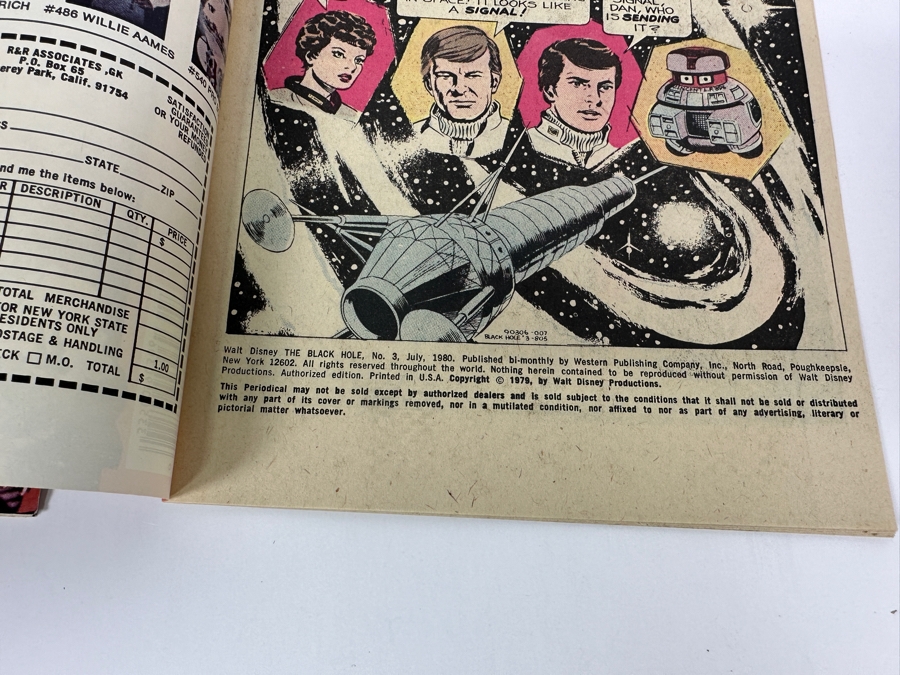 RICH #486 WILLIE AAMES
#540
R&R ASSOCIATES ,GK
P.O. Box 65
erey Park, Calif. 91754
SATISFACTION
GUARANTEED
OR YOUR MONEY
REFUNDED
STATE ZIP
nd me the items below:
R DESCRIPTION QTY. PRICE
$
TOTAL MERCHANDISE
FOR NEW YORK STATE
ESIDENTS ONLY
OSTAGE & HANDLING 1.00
CK M.O. TOTAL $
IN SPACE! IT LOOKS LIKE
A SIGNAL!
SIGNAL
DAN, WHO
IS SENDING
IT?
90306-007
BLACK HOLE #3-805
Walt Disney THE BLACK HOLE, No. 3, July, 1980. Published bi-monthly by Western Publishing Company, Inc., North Road, Poughkeepsie,
New York 12602. All rights reserved throughout the world. Nothing herein contained to be reproduced without permission of Walt Disney
Productions. Authorized edition. Printed in U.S.A. Copyright © 1979, by Walt Disney Productions.
This Periodical may not be sold except by authorized dealers and is sold subject to the conditions that it shall not be sold or distributed
with any part of its cover or markings removed, nor in a mutilated condition, nor affixed to nor as part of any advertising, literary or
pictorial matter whatsoever.